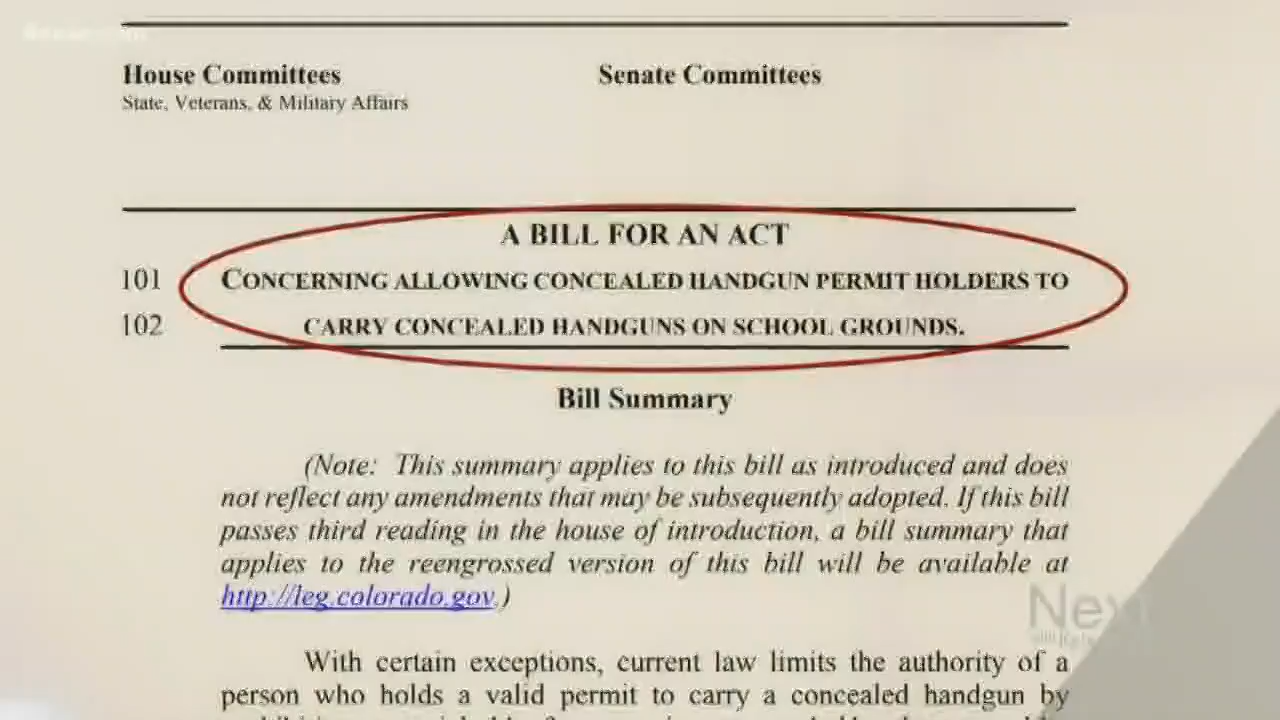 House Committees
Senate Committees
State, Veterans, & Military Affairs
A BILL FOR AN ACT
101 CONCERNING ALLOWING CONCEALED HANDGUN PERMIT HOLDERS TO
102 CARRY CONCEALED HANDGUNS ON SCHOOL GROUNDS.
Bill Summary
(Note: This summary applies to this bill as introduced and does
not reflect any amendments that may be subsequently adopted. If this bill
passes third reading in the house of introduction, a bill summary that
applies to the reengrossed version of this bill will be available at
http://leg.colorado.gov.)
Next
With certain exceptions, current law limits the authority of a
person who holds a valid permit to carry a concealed handgun by